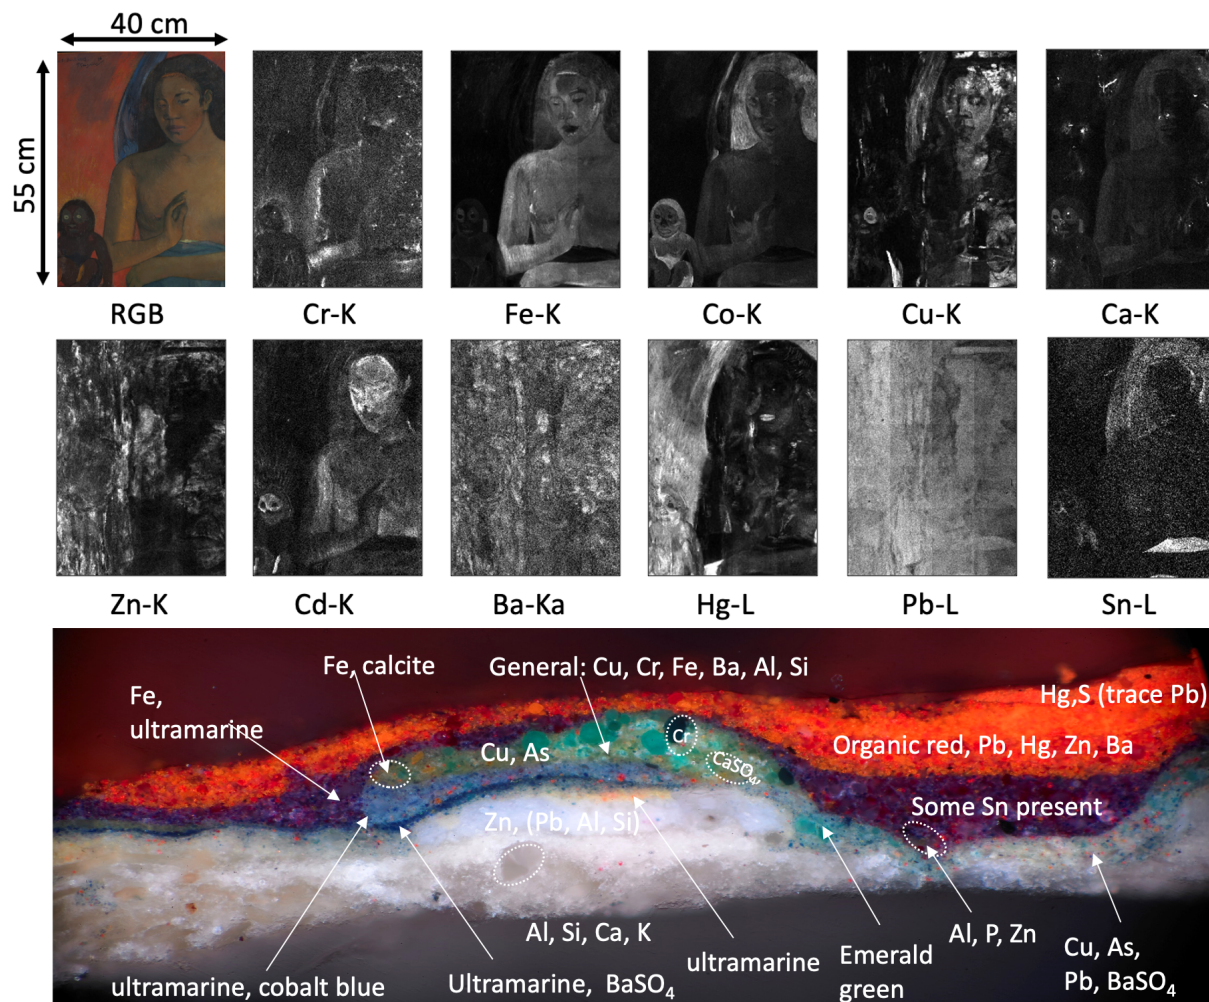 40 cm
55 cm
RGB
Cr-K
Fe-K
Co-K
Cu-K
Ca-K
Zn-K
Cd-K
Ba-Ka
Hg-L
Pb-L
Sn-L
Fe, calcite
General: Cu, Cr, Fe, Ba, Al, Si
Fe,
ultramarine
Hg,S (trace Pb)
Cr
Organic red, Pb, Hg, Zn, Ba
Cu, As
CaSO₄
Some Sn present
Zn, (Pb, Al, Si)
Al, Si, Ca, K
Al, P, Zn
ultramarine, cobalt blue
Ultramarine, BaSO₄
ultramarine
Emerald
green
Cu, As,
Pb, BaSO₄